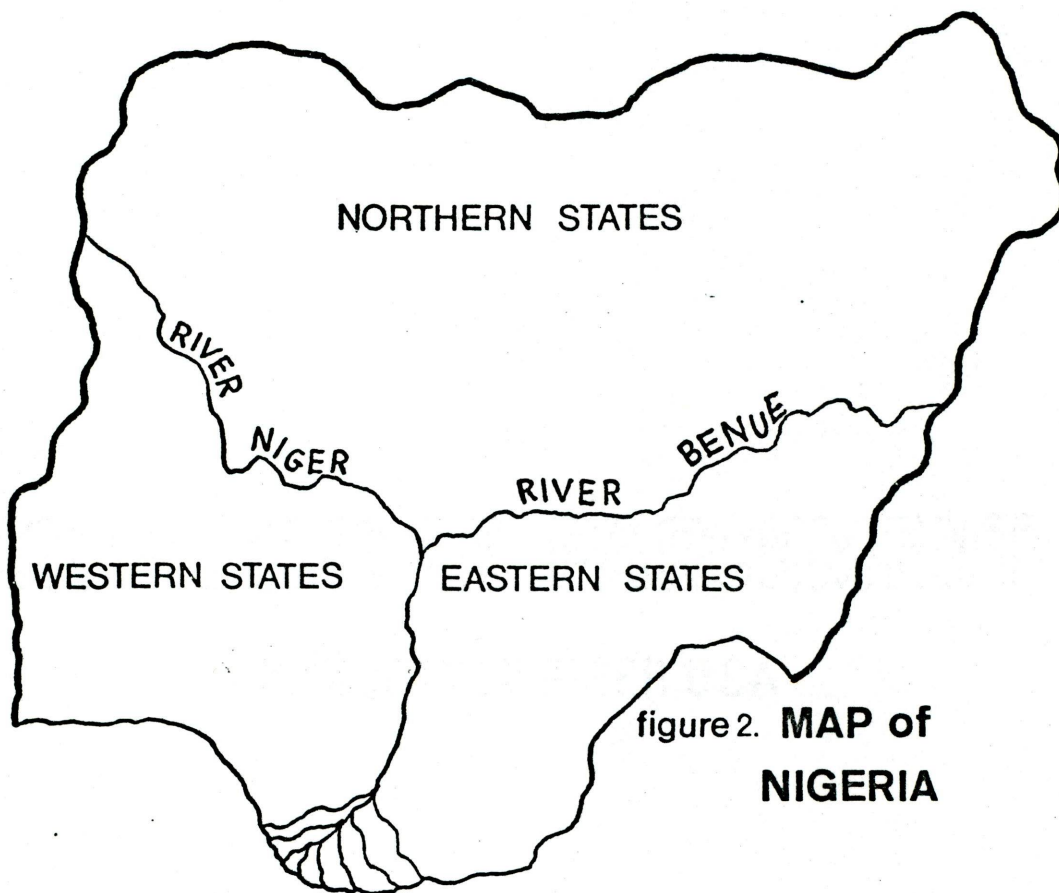 NORTHERN STATES
RIVER
NIGER
RIVER
BENUE
WESTERN STATES
EASTERN STATES
figure 2. MAP of
NIGERIA